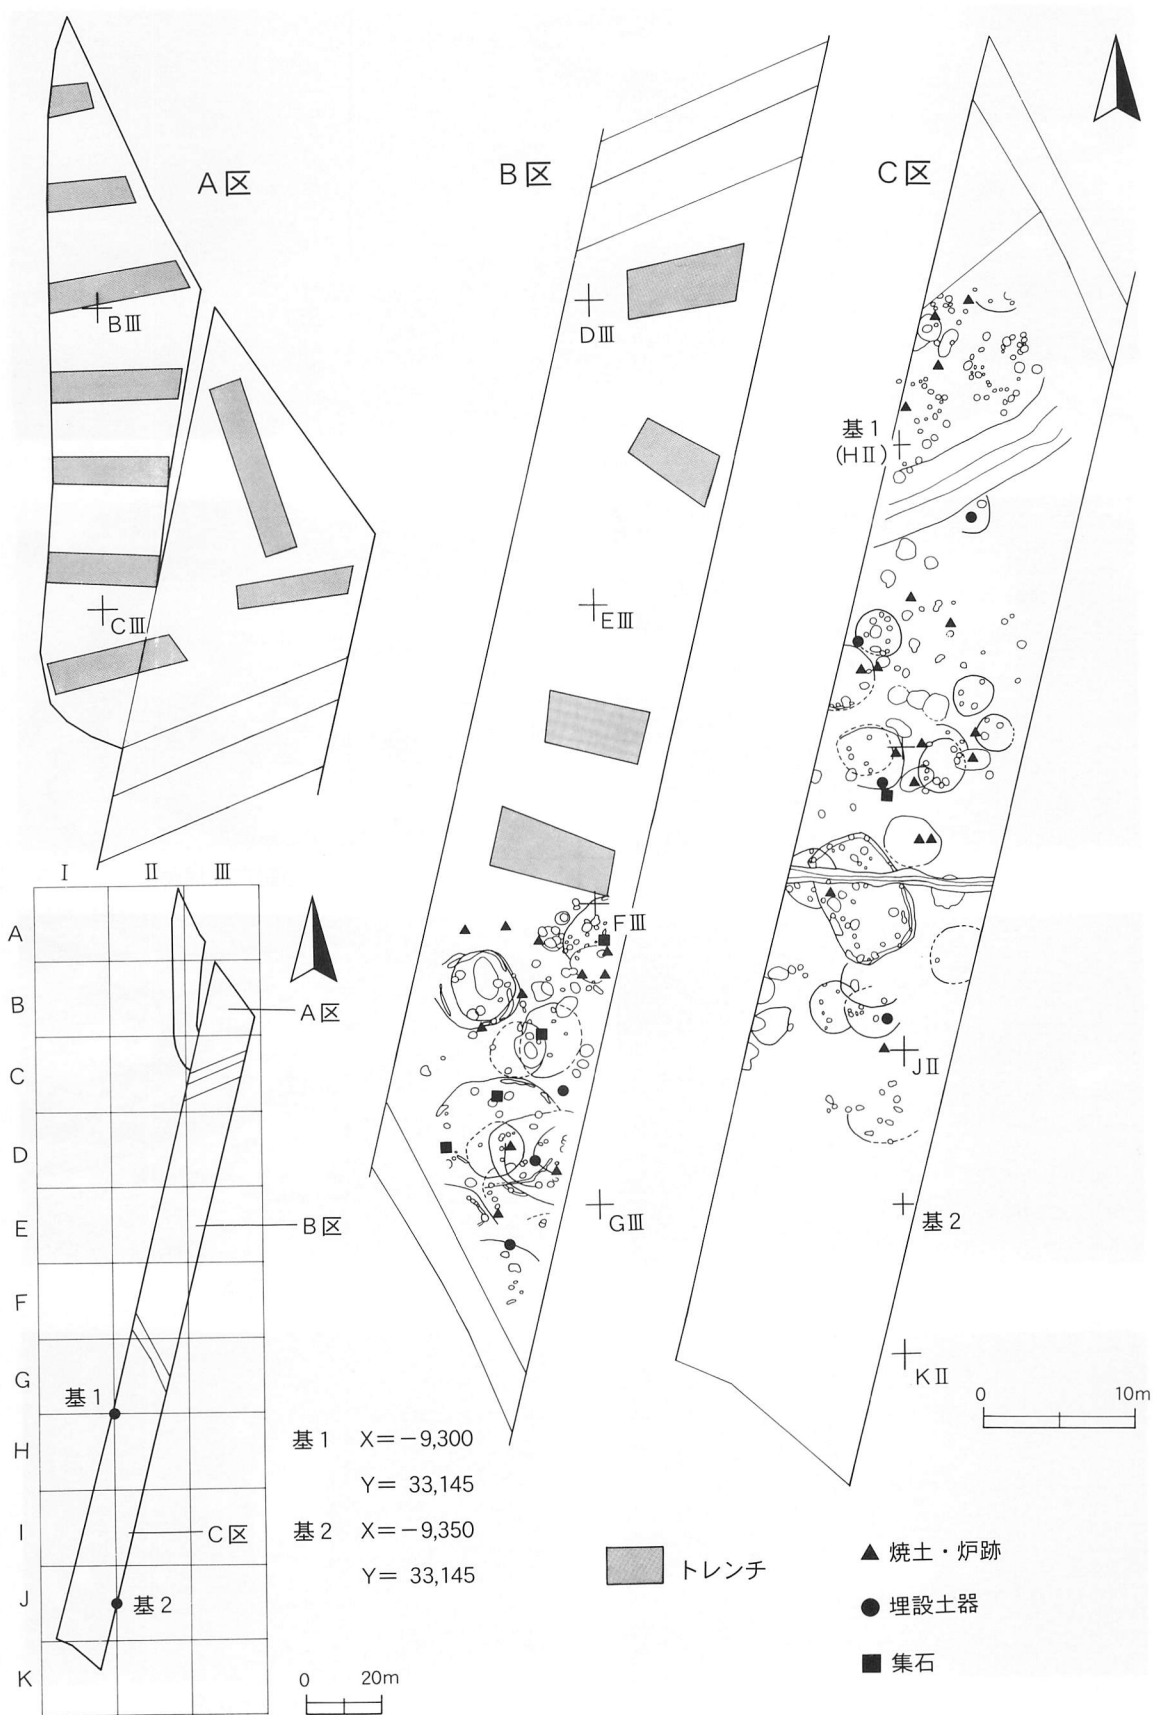 A区
B区
C区
BⅢ
CⅢ
DⅢ
EⅢ
FⅢ
GⅢ
基1
(HⅡ)
JⅡ
基2
KⅡ
0 10m
Ⅰ Ⅱ Ⅲ
A
B
C
D
E
F
G
H
I
J
K
A区
B区
C区
基1
基2
0 20m
基1 X=-9,300
Y= 33,145
基2 X=-9,350
Y= 33,145
トレンチ
▲ 焼土・炉跡
● 埋設土器
■ 集石